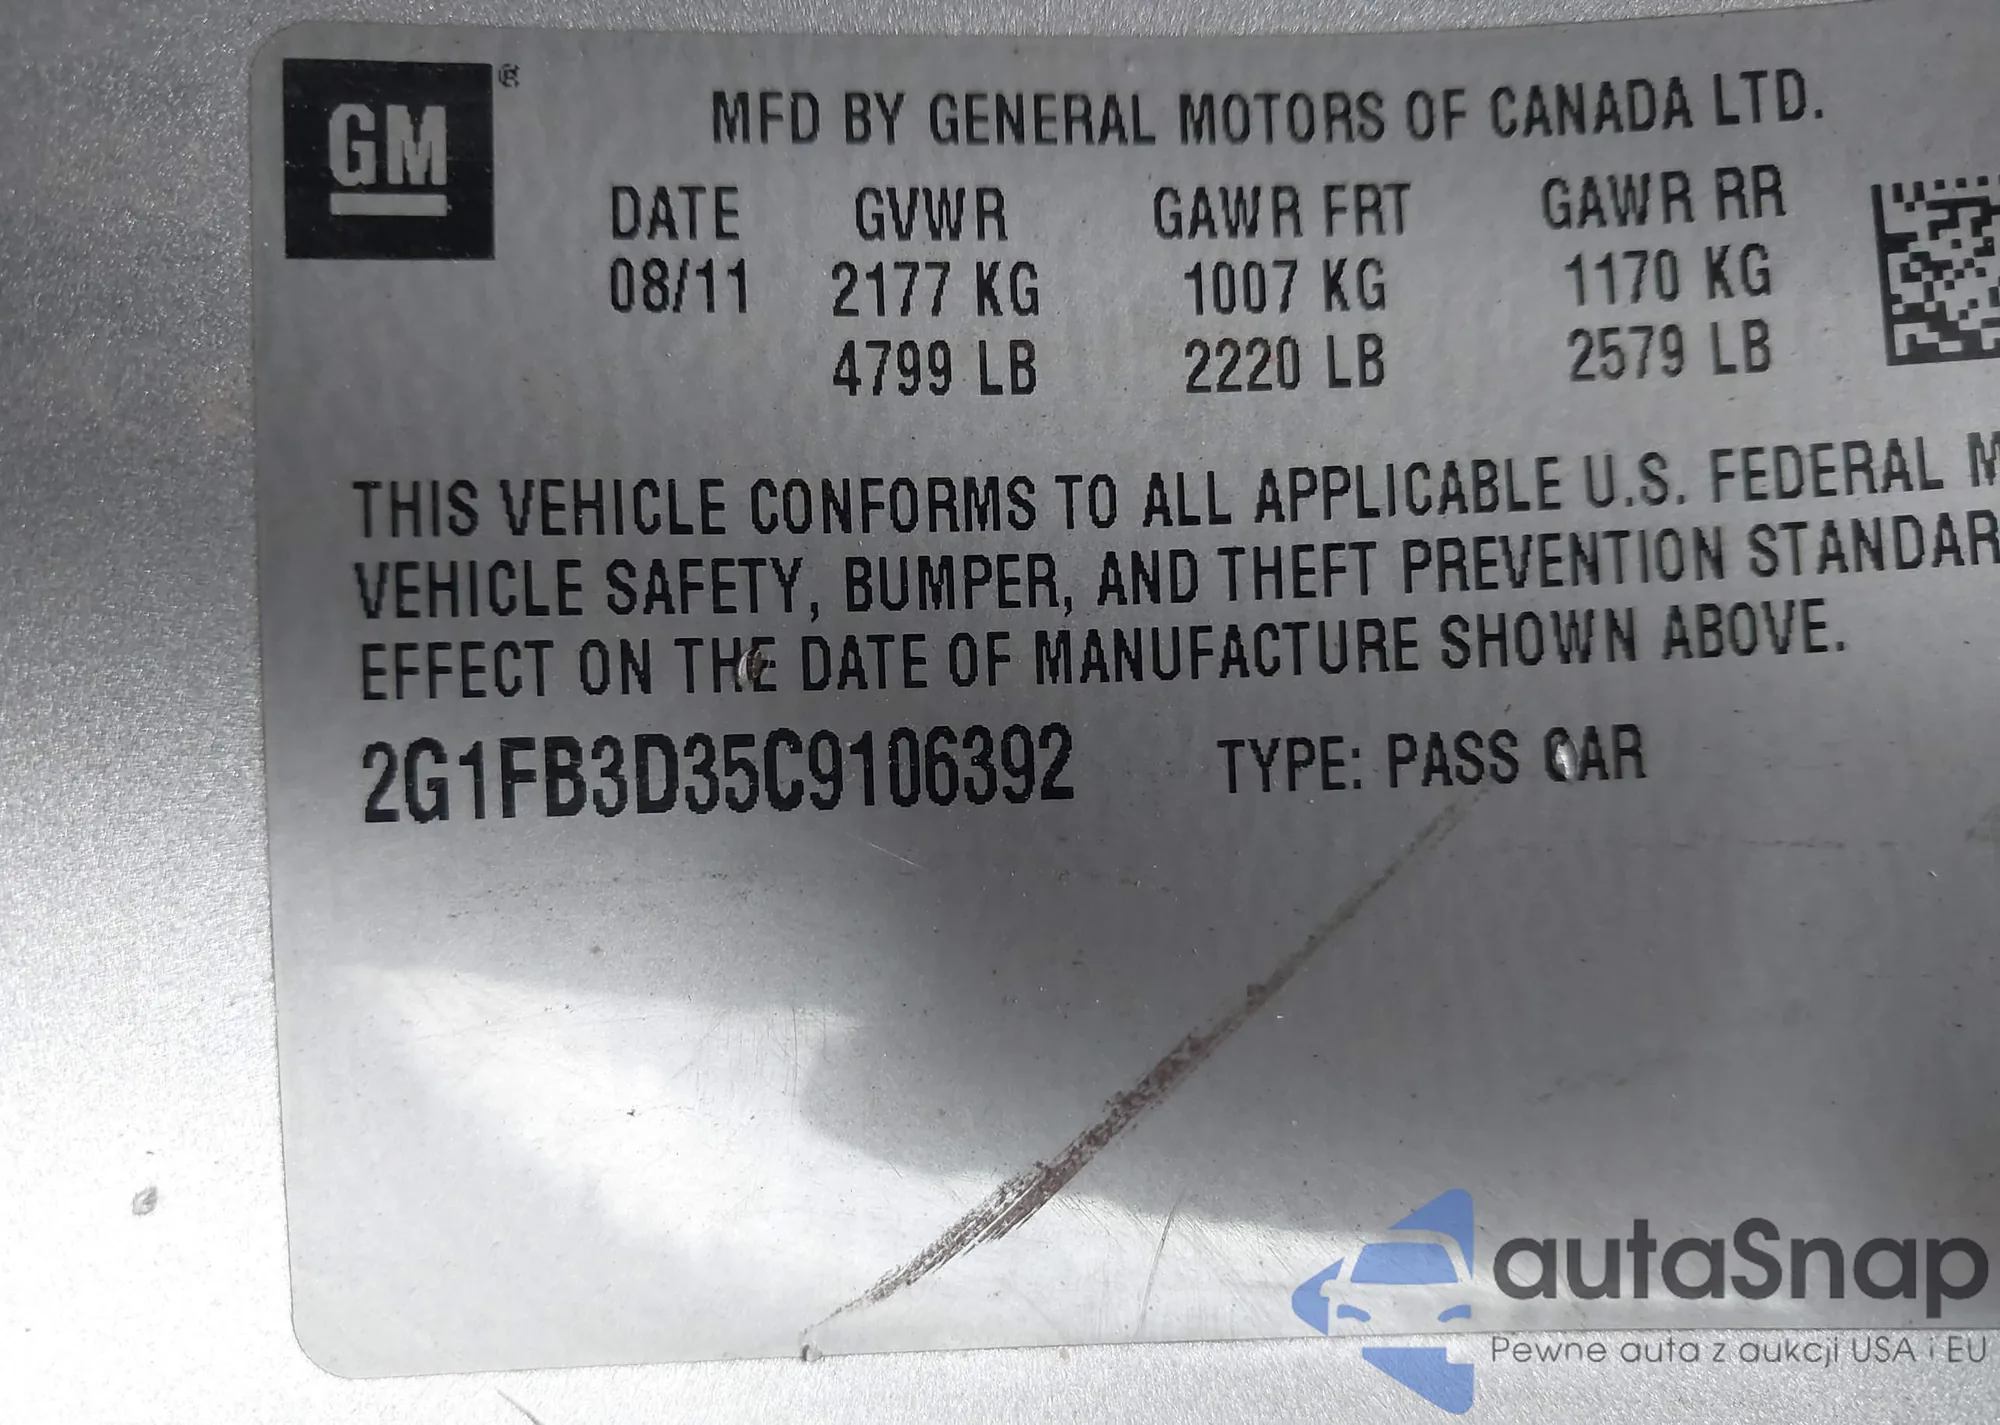 GM ®
MFD BY GENERAL MOTORS OF CANADA LTD.
DATE GVWR GAWR FRT GAWR RR
08/11 2177 KG 1007 KG 1170 KG
4799 LB 2220 LB 2579 LB
THIS VEHICLE CONFORMS TO ALL APPLICABLE U.S. FEDERAL M
VEHICLE SAFETY, BUMPER, AND THEFT PREVENTION STANDAR
EFFECT ON THE DATE OF MANUFACTURE SHOWN ABOVE.
2G1FB3D35C9106392 TYPE: PASS CAR
autaSnap
Pewne auta z aukcji USA i EU